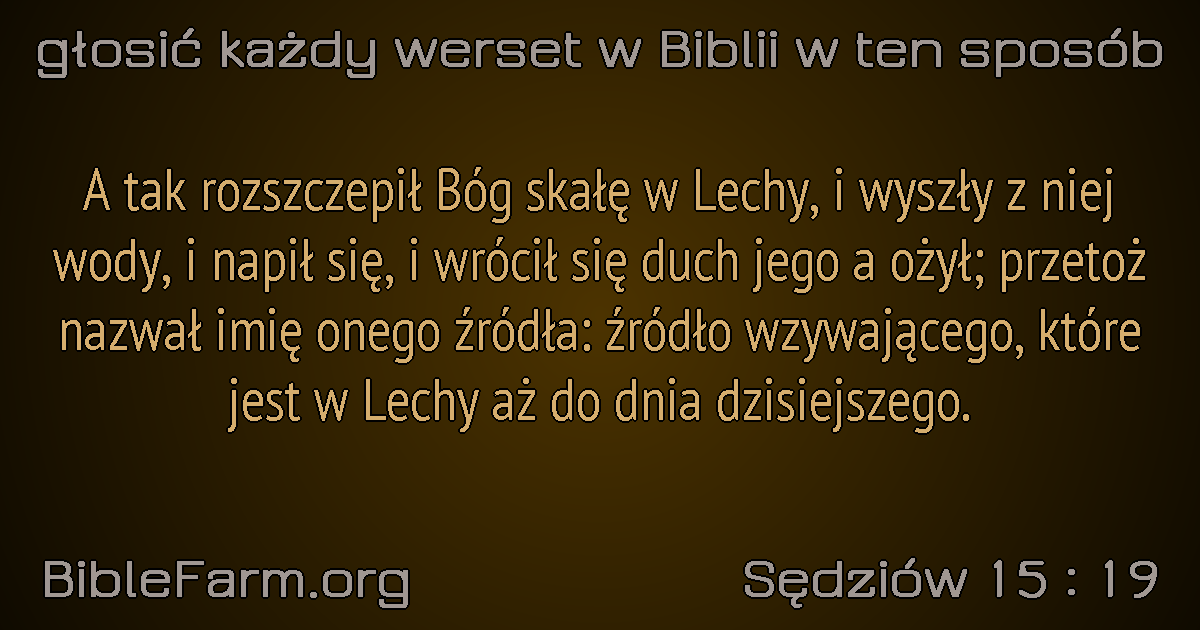 głosić każdy werset w Biblii w ten sposób
A tak rozszczepił Bóg skałę w Lechy, i wyszły z niej
wody, i napił się, i wrócił się duch jego a ożył; przetoż
nazwał imię onego źródła: źródło wzywającego, które
jest w Lechy aż do dnia dzisiejszego.
BibleFarm.org
Sędziów 15 : 19